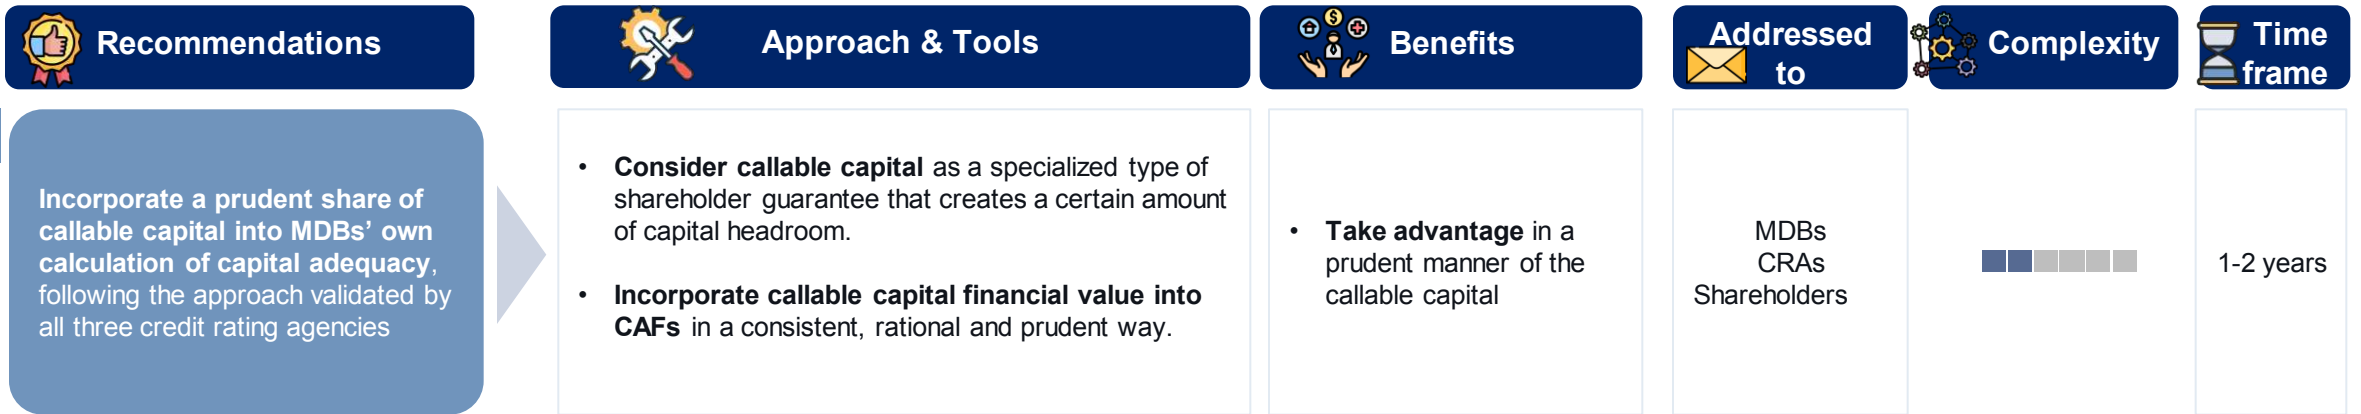 Recommendations
Approach & Tools
Benefits
Addressed
to
Complexity
Time
frame
Incorporate a prudent share of
callable capital into MDBs’ own
calculation of capital adequacy,
following the approach validated by
all three credit rating agencies
• Consider callable capital as a specialized type of
shareholder guarantee that creates a certain amount
of capital headroom.
• Incorporate callable capital financial value into
CAFs in a consistent, rational and prudent way.
• Take advantage in a
prudent manner of the
callable capital
MDBs
CRAs
Shareholders
1-2 years